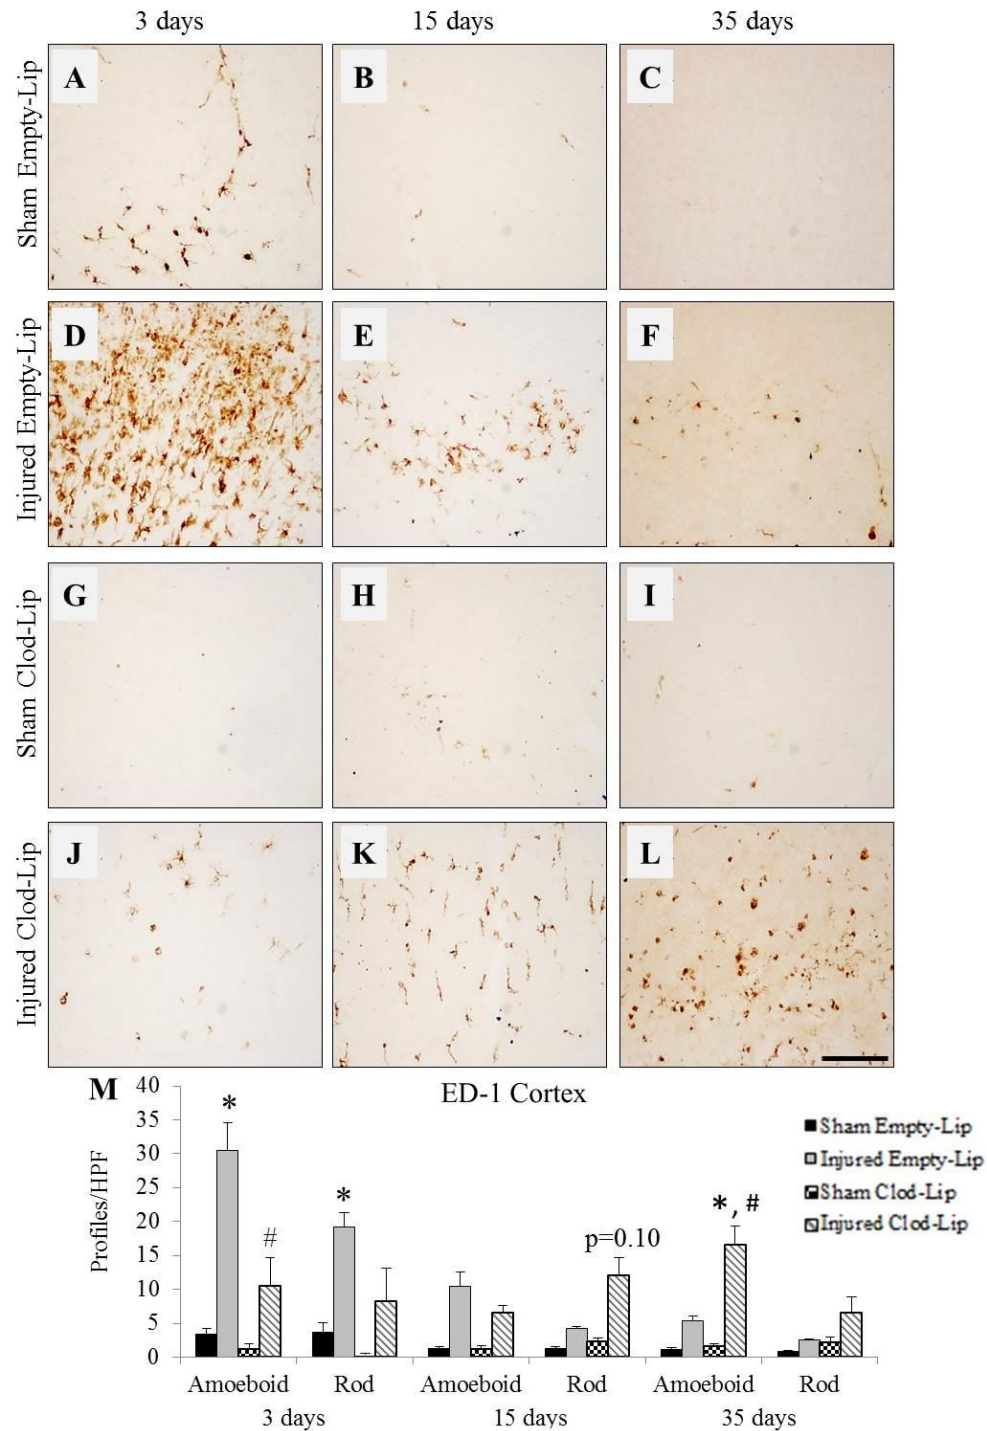 3 days 15 days 35 days
Sham Empty-Lip
A B C
Injured Empty-Lip
D E F
Sham Clod-Lip
G H I
Injured Clod-Lip
J K L
M
ED-1 Cortex
Profiles/HPF
40
35
30
25
20
15
10
5
0
*
#
*
p=0.10
*, #
Sham Empty-Lip
Injured Empty-Lip
Sham Clod-Lip
Injured Clod-Lip
Amoeboid Rod Amoeboid Rod Amoeboid Rod
3 days 15 days 35 days